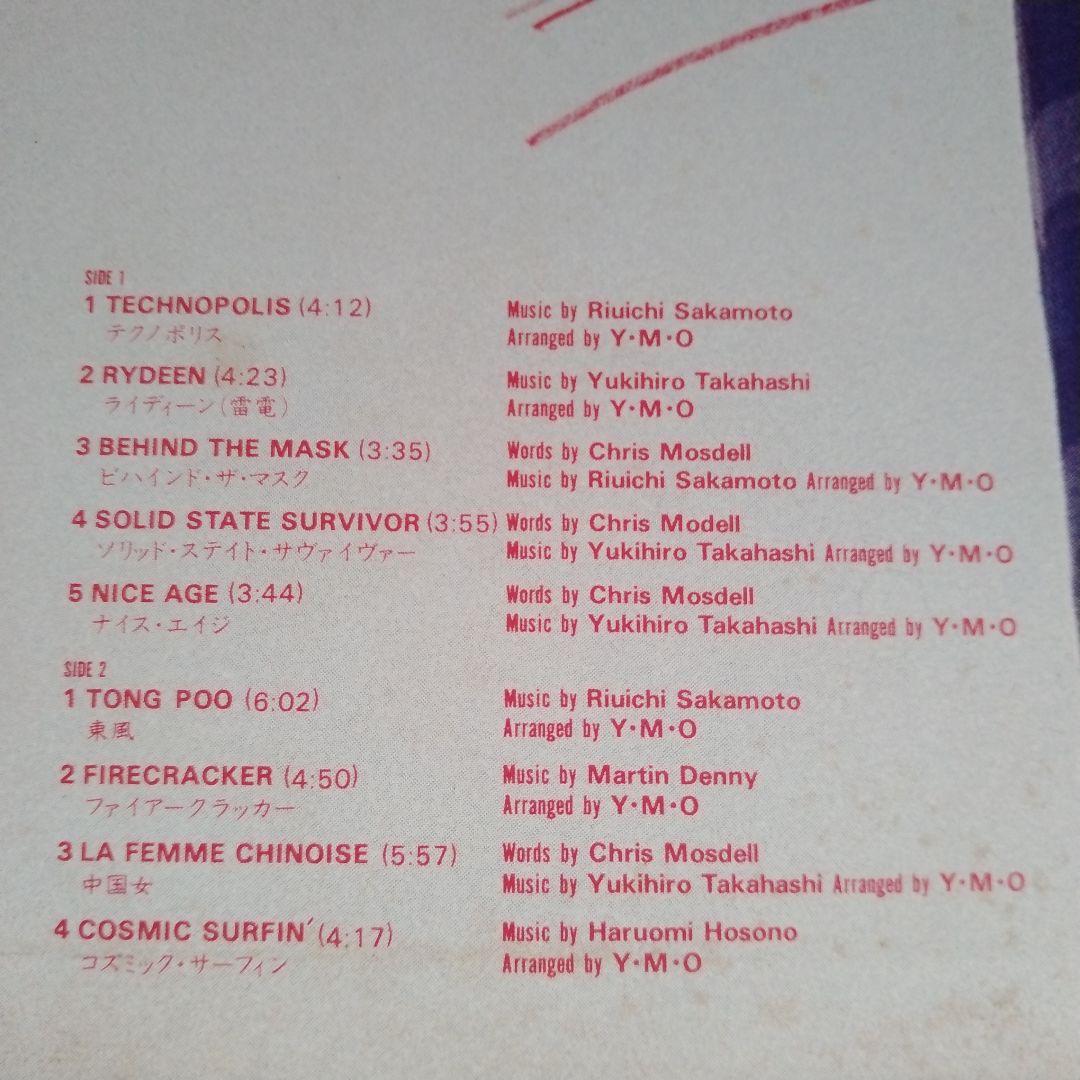 SIDE 1
1 TECHNOPOLIS (4:12) Music by Riuichi Sakamoto
テクノポリス Arranged by Y・M・O
2 RYDEEN (4:23) Music by Yukihiro Takahashi
ライディーン(雷電) Arranged by Y・M・O
3 BEHIND THE MASK (3:35) Words by Chris Mosdell
ビハインド・ザ・マスク Music by Riuichi Sakamoto Arranged by Y・M・O
4 SOLID STATE SURVIVOR (3:55) Words by Chris Modell
ソリッド・ステイト・サヴァイヴァー Music by Yukihiro Takahashi Arranged by Y・M・O
5 NICE AGE (3:44) Words by Chris Mosdell
ナイス・エイジ Music by Yukihiro Takahashi Arranged by Y・M・O
SIDE 2
1 TONG POO (6:02) Music by Riuichi Sakamoto
東風 Arranged by Y・M・O
2 FIRECRACKER (4:50) Music by Martin Denny
ファイアークラッカー Arranged by Y・M・O
3 LA FEMME CHINOISE (5:57) Words by Chris Mosdell
中国女 Music by Yukihiro Takahashi Arranged by Y・M・O
4 COSMIC SURFIN' (4:17) Music by Haruomi Hosono
コズミック・サーフィン Arranged by Y・M・O